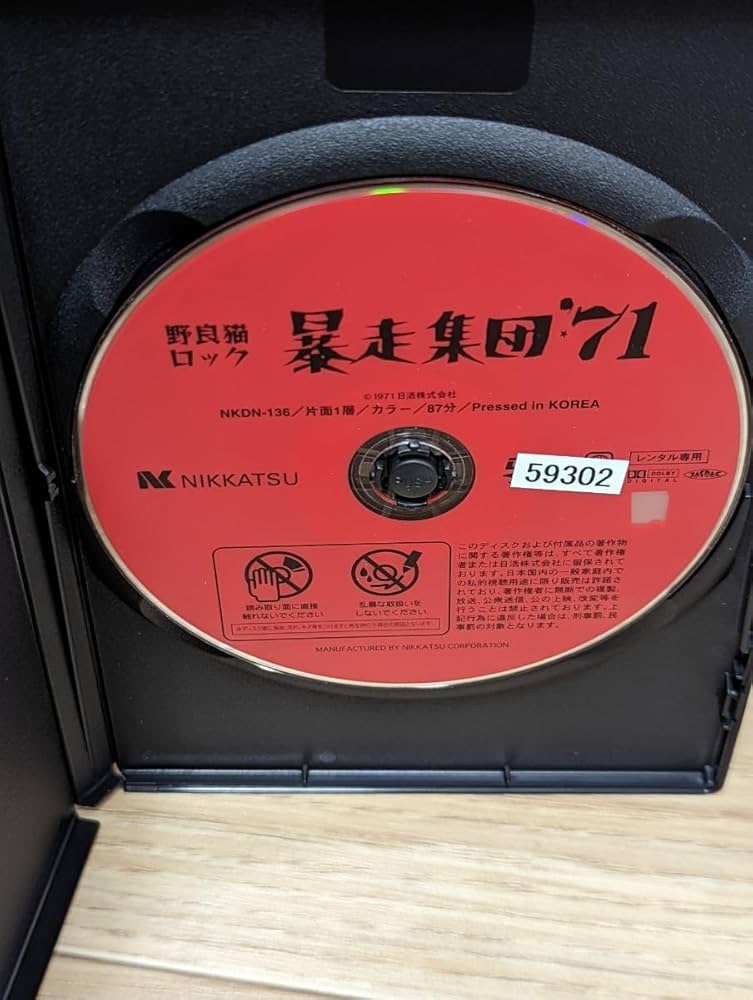 野良猫
ロック
暴走集団'71
©1971日活株式会社
NKDN-136／片面1層／カラー／87分／Pressed in KOREA
NIKKATSU
PUSH
59302
レンタル専用
DOLBY
DIGITAL
読み取り面に直接
触れないでください
乱暴な取扱いを
しないでください
このディスクおよび付属品の著作物
に関する著作権等は、すべて著作権
者または日活株式会社に留保されて
おります。日本国内の一般家庭内で
の私的視聴用途に限り販売は許諾さ
れており、著作権者に無断での複製、
放送、公衆送信、公の上映、改変等を
行うことは禁止されております。上
記行為に違反した場合は、刑事罰、民
事罰の対象となります。
MANUFACTURED BY NIKKATSU CORPORATION